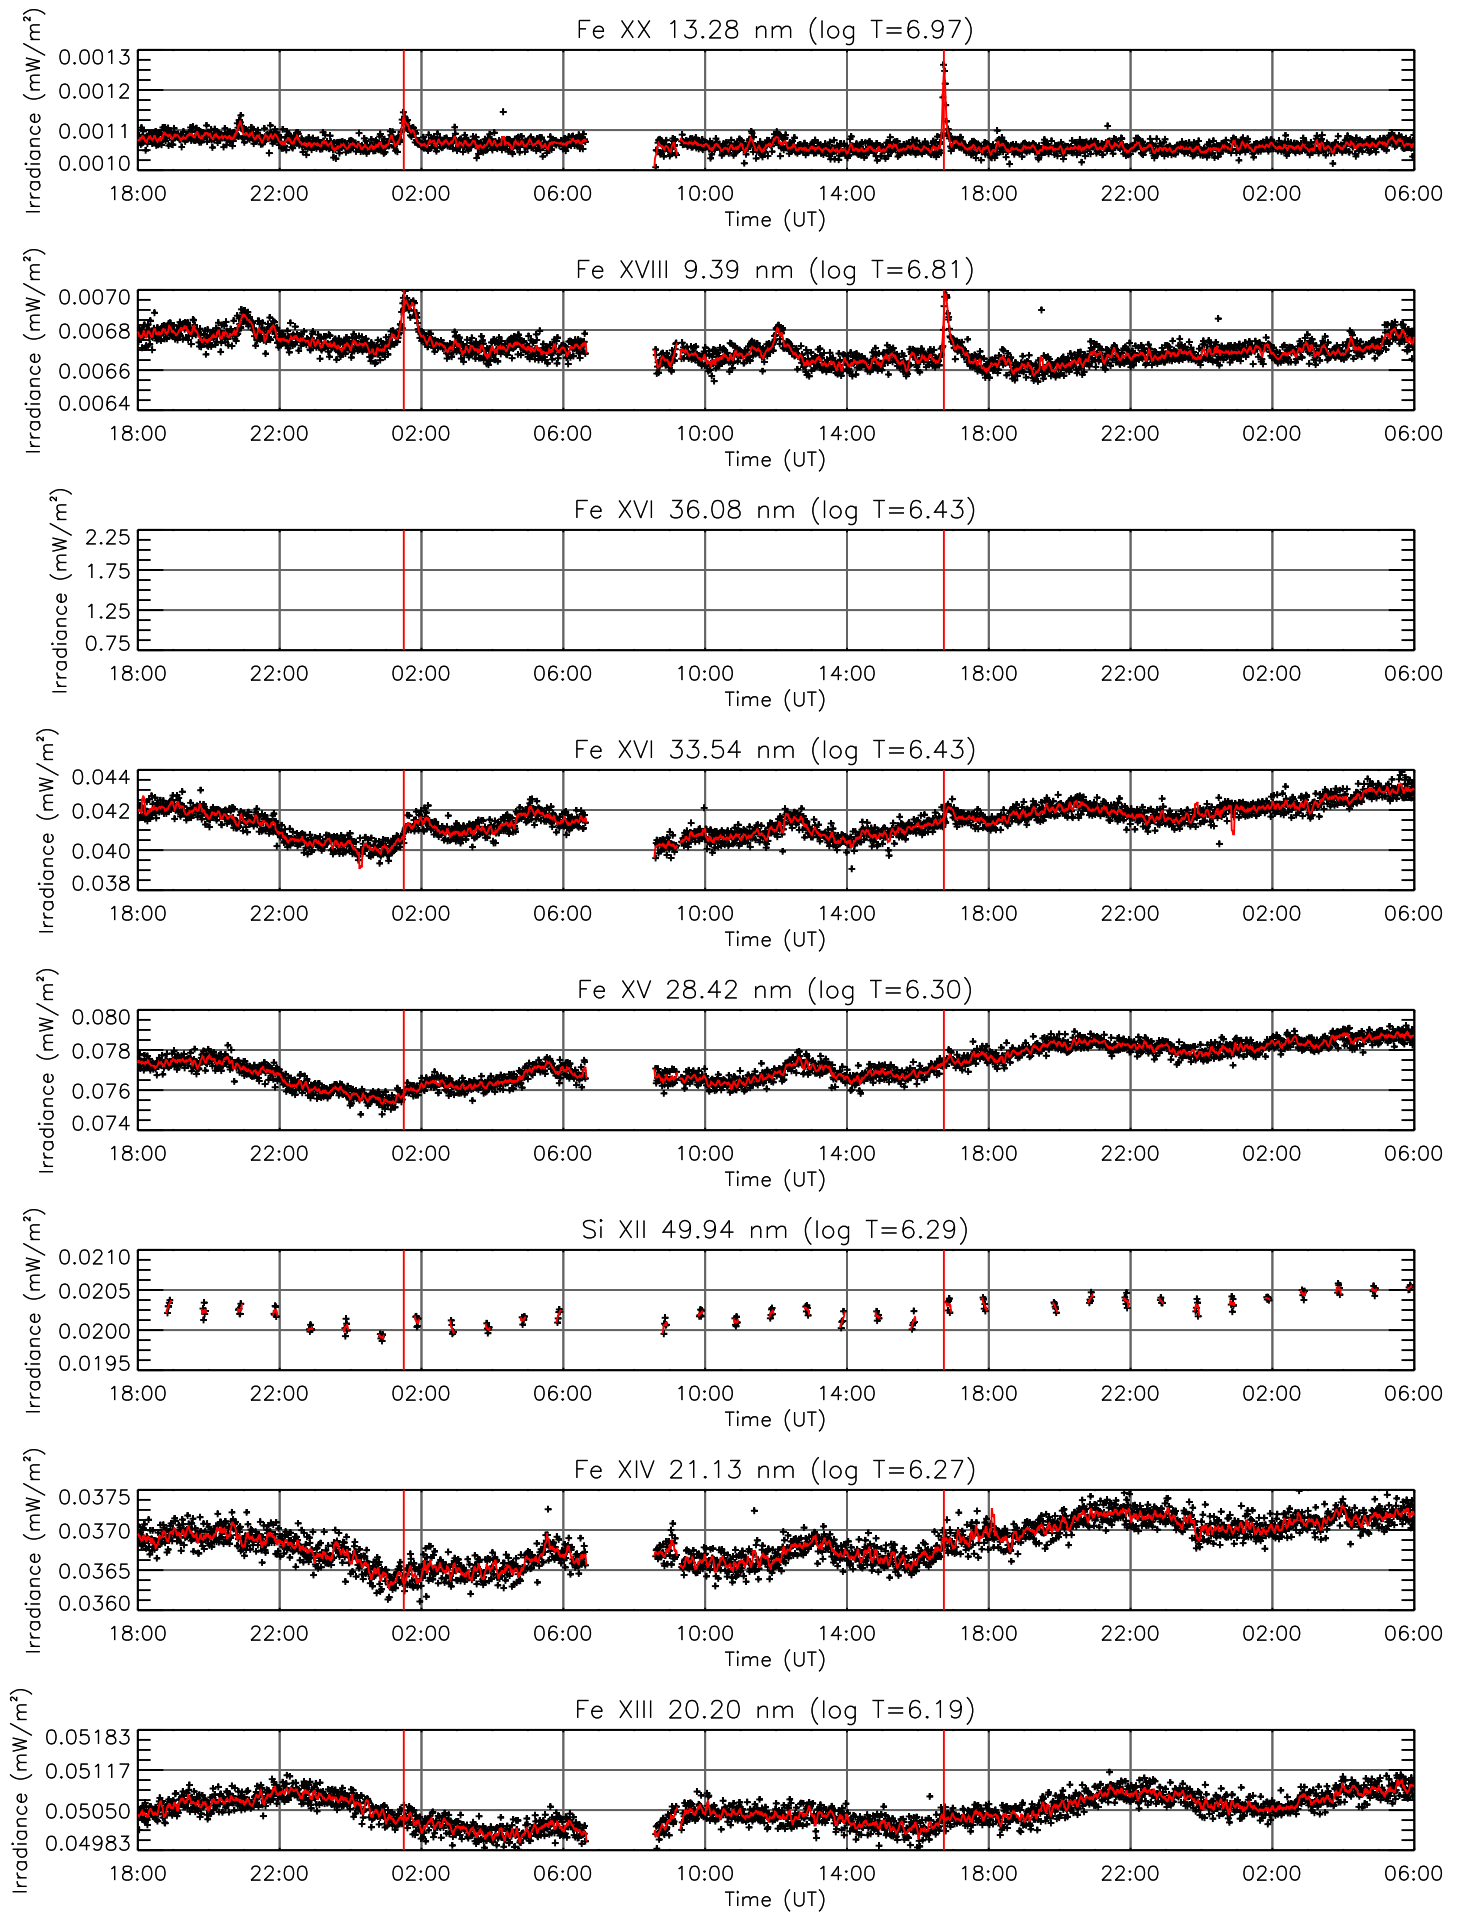 Fe XX 13.28 nm (log T=6.97)
Irradiance (mW/m²)
0.0013
0.0012
0.0011
0.0010
18:00 22:00 02:00 06:00 10:00 14:00 18:00 22:00 02:00 06:00
Time (UT)
Fe XVIII 9.39 nm (log T=6.81)
Irradiance (mW/m²)
0.0070
0.0068
0.0066
0.0064
18:00 22:00 02:00 06:00 10:00 14:00 18:00 22:00 02:00 06:00
Time (UT)
Fe XVI 36.08 nm (log T=6.43)
Irradiance (mW/m²)
2.25
1.75
1.25
0.75
18:00 22:00 02:00 06:00 10:00 14:00 18:00 22:00 02:00 06:00
Time (UT)
Fe XVI 33.54 nm (log T=6.43)
Irradiance (mW/m²)
0.044
0.042
0.040
0.038
18:00 22:00 02:00 06:00 10:00 14:00 18:00 22:00 02:00 06:00
Time (UT)
Fe XV 28.42 nm (log T=6.30)
Irradiance (mW/m²)
0.080
0.078
0.076
0.074
18:00 22:00 02:00 06:00 10:00 14:00 18:00 22:00 02:00 06:00
Time (UT)
Si XII 49.94 nm (log T=6.29)
Irradiance (mW/m²)
0.0210
0.0205
0.0200
0.0195
18:00 22:00 02:00 06:00 10:00 14:00 18:00 22:00 02:00 06:00
Time (UT)
Fe XIV 21.13 nm (log T=6.27)
Irradiance (mW/m²)
0.0375
0.0370
0.0365
0.0360
18:00 22:00 02:00 06:00 10:00 14:00 18:00 22:00 02:00 06:00
Time (UT)
Fe XIII 20.20 nm (log T=6.19)
Irradiance (mW/m²)
0.05183
0.05117
0.05050
0.04983
18:00 22:00 02:00 06:00 10:00 14:00 18:00 22:00 02:00 06:00
Time (UT)